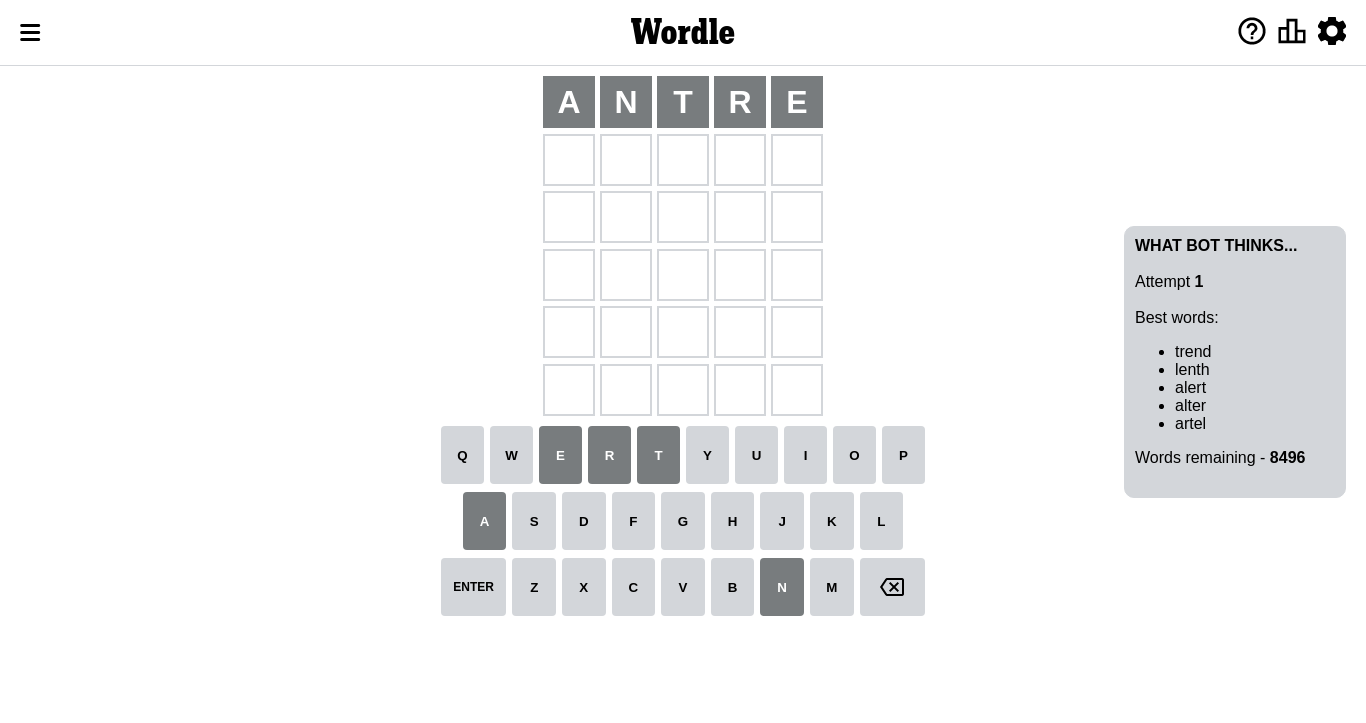 Wordle
A N T R E
WHAT BOT THINKS...
Attempt 1
Best words:
trend
lenth
alert
alter
artel
Words remaining - 8496
Q W E R T Y U I O P
A S D F G H J K L
ENTER Z X C V B N M